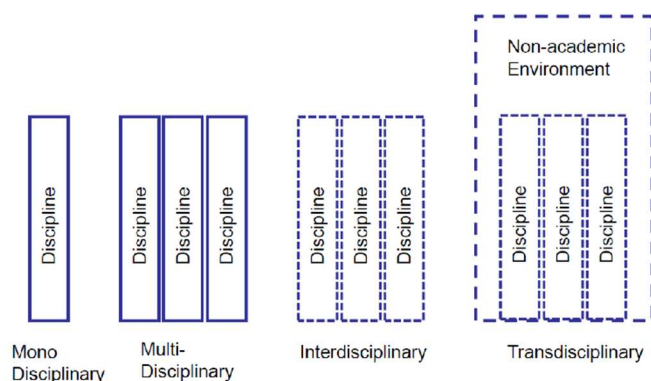 Non-academic
Environment
Discipline
Discipline
Discipline
Discipline
Discipline
Discipline
Discipline
Discipline
Discipline
Discipline
Mono
Disciplinary
Multi-
Disciplinary
Interdisciplinary
Transdisciplinary